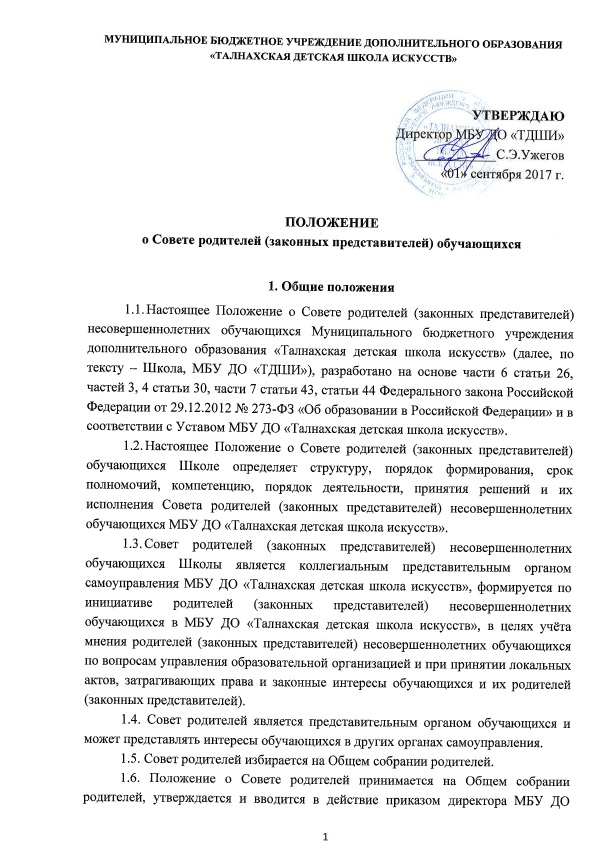 МУНИЦИПАЛЬНОЕ БЮДЖЕТНОЕ УЧРЕЖДЕНИЕ ДОПОЛНИТЕЛЬНОГО ОБРАЗОВАНИЯ
«ТАЛНАХСКАЯ ДЕТСКАЯ ШКОЛА ИСКУССТВ»
УТВЕРЖДАЮ
Директор МБУ ДО «ТДШИ»
____________С.Э.Ужегов
«01» сентября 2017 г.
ПОЛОЖЕНИЕ
о Совете родителей (законных представителей) обучающихся
1. Общие положения
1.1. Настоящее Положение о Совете родителей (законных представителей)
несовершеннолетних обучающихся Муниципального бюджетного учреждения
дополнительного образования «Талнахская детская школа искусств» (далее, по
тексту – Школа, МБУ ДО «ТДШИ»), разработано на основе части 6 статьи 26,
частей 3, 4 статьи 30, части 7 статьи 43, статьи 44 Федерального закона Российской
Федерации от 29.12.2012 № 273-ФЗ «Об образовании в Российской Федерации» и в
соответствии с Уставом МБУ ДО «Талнахская детская школа искусств».
1.2. Настоящее Положение о Совете родителей (законных представителей)
обучающихся Школе определяет структуру, порядок формирования, срок
полномочий, компетенцию, порядок деятельности, принятия решений и их
исполнения Совета родителей (законных представителей) несовершеннолетних
обучающихся МБУ ДО «Талнахская детская школа искусств».
1.3. Совет родителей (законных представителей) несовершеннолетних
обучающихся Школы является коллегиальным представительным органом
самоуправления МБУ ДО «Талнахская детская школа искусств», формируется по
инициативе родителей (законных представителей) несовершеннолетних
обучающихся в МБУ ДО «Талнахская детская школа искусств», в целях учёта
мнения родителей (законных представителей) несовершеннолетних обучающихся
по вопросам управления образовательной организацией и при принятии локальных
актов, затрагивающих права и законные интересы обучающихся и их родителей
(законных представителей).
1.4. Совет родителей является представительным органом обучающихся и
может представлять интересы обучающихся в других органах самоуправления.
1.5. Совет родителей избирается на Общем собрании родителей.
1.6. Положение о Совете родителей принимается на Общем собрании
родителей, утверждается и вводится в действие приказом директора МБУ ДО
1